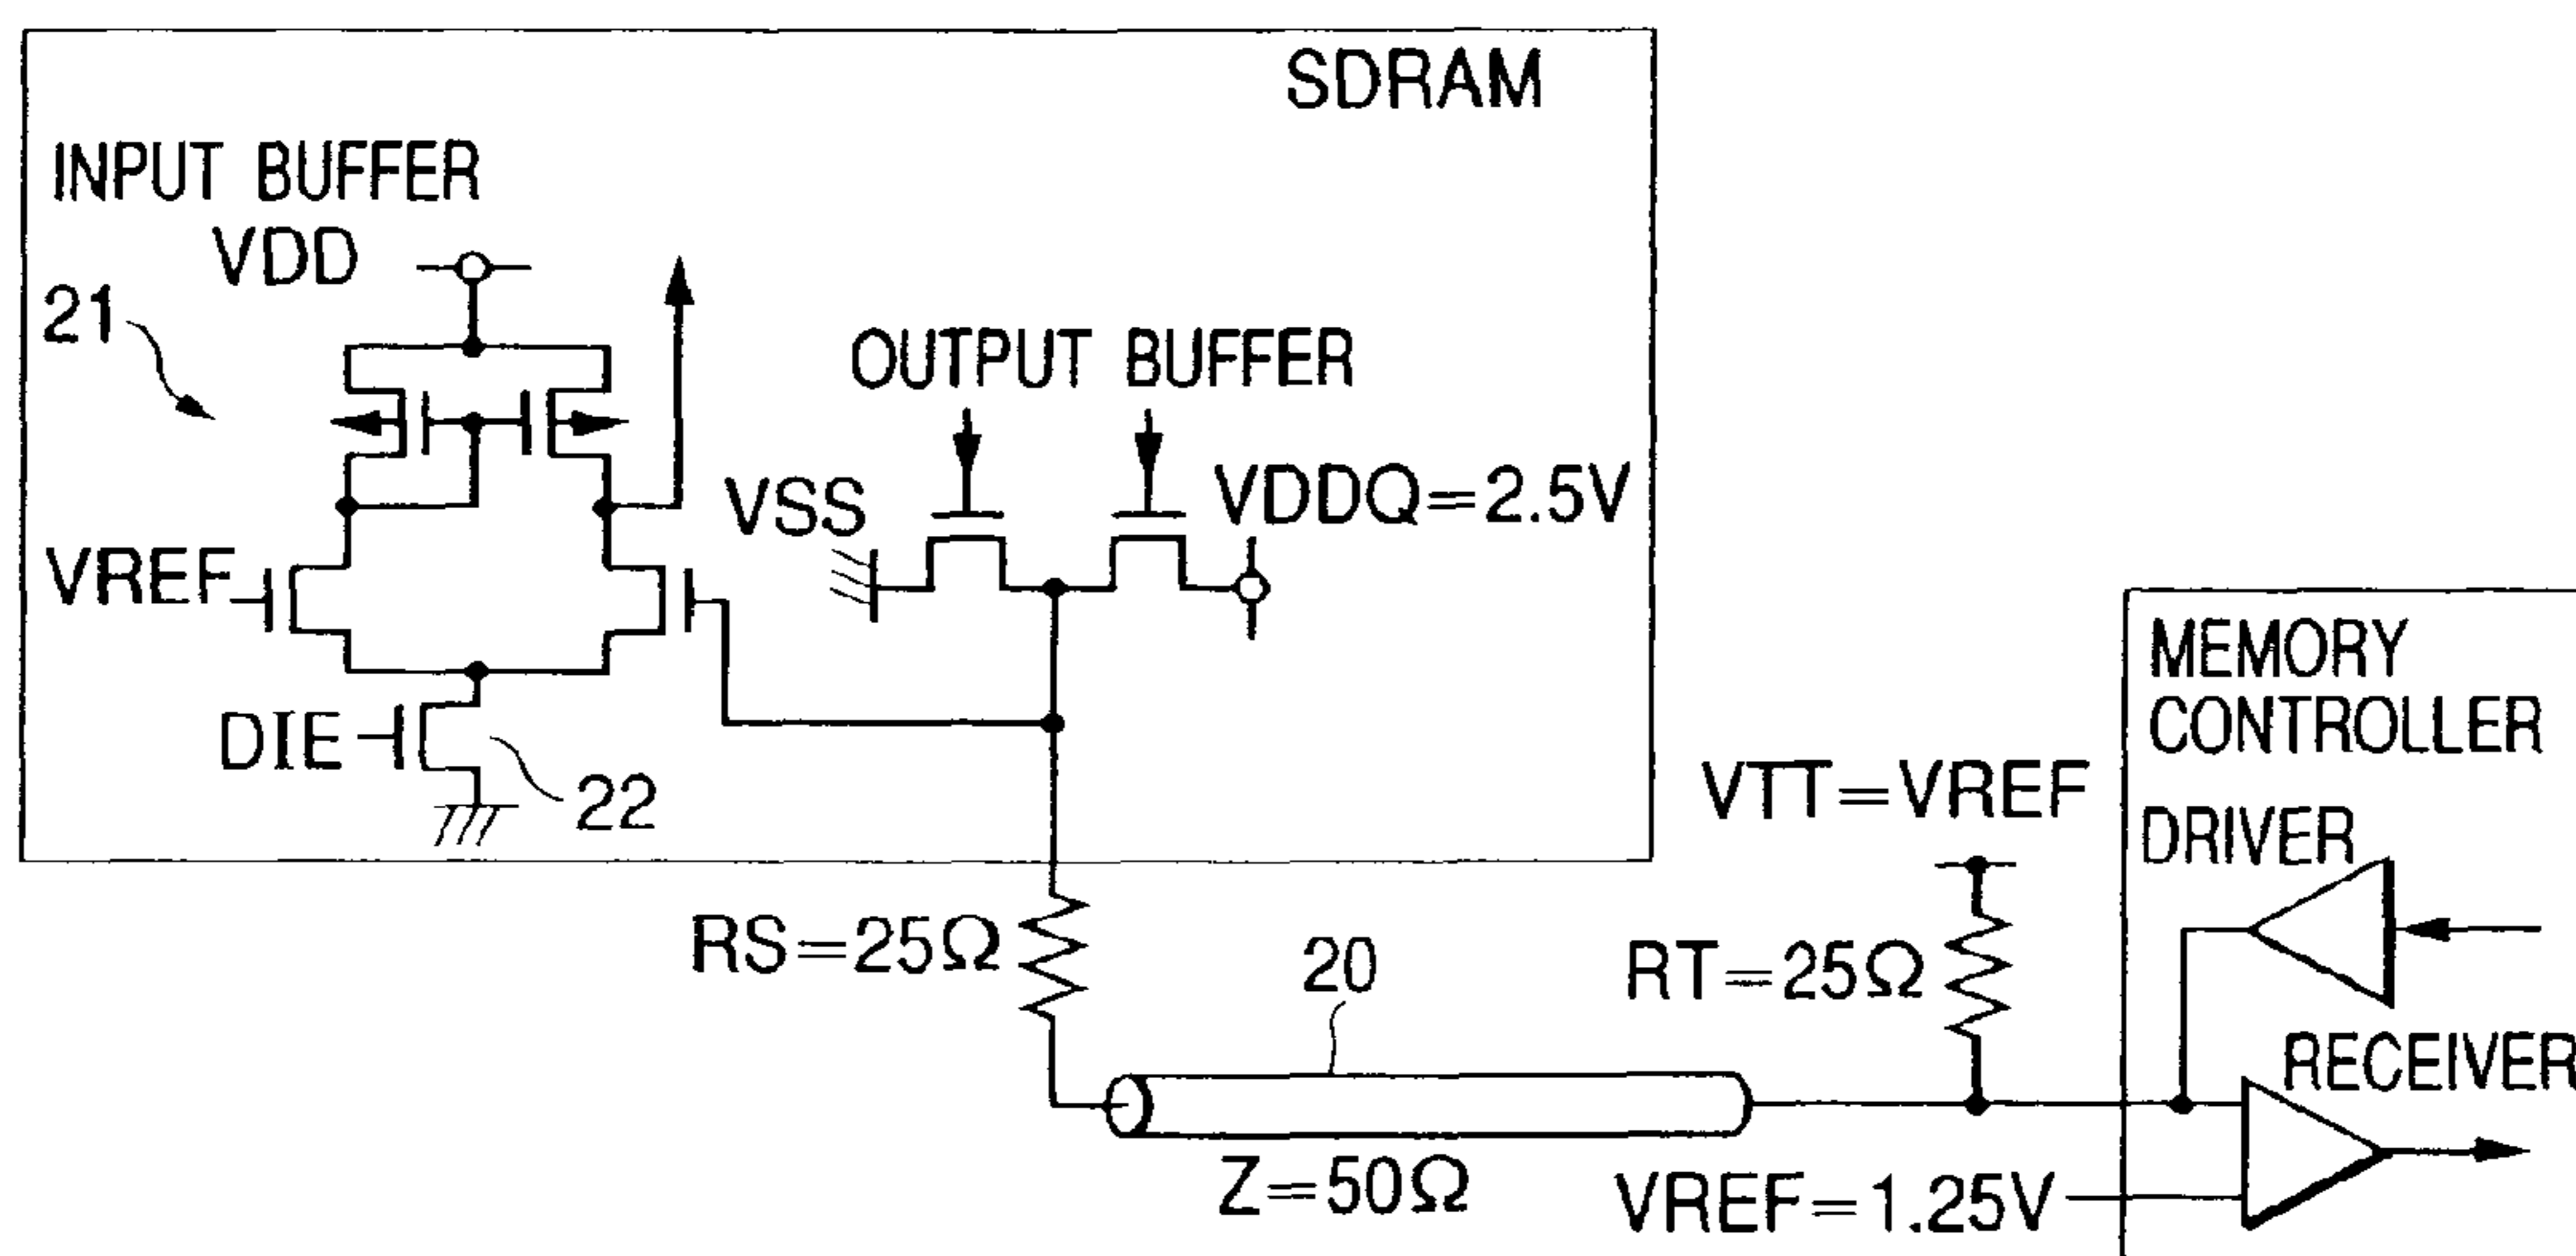 SDRAM
INPUT BUFFER
VDD
21
OUTPUT BUFFER
VSS
VDDQ=2.5V
VREF
DIE
22
MEMORY
CONTROLLER
VTT=VREF
DRIVER
RS=25Ω
20
RT=25Ω
RECEIVER
Z=50Ω
VREF=1.25V